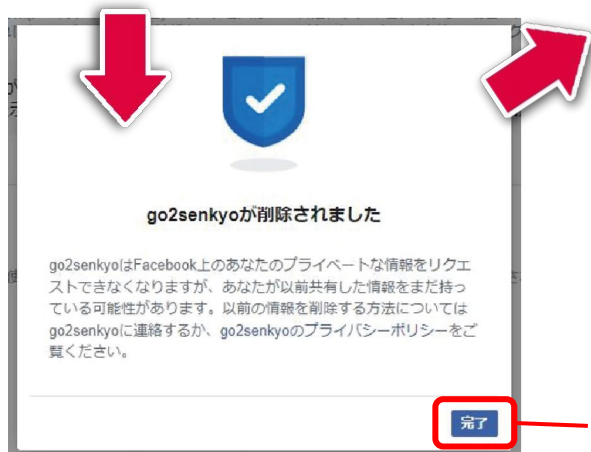 go2senkyoが削除されました
go2senkyoはFacebook上のあなたのプライベートな情報をリクエ
ストできなくなりますが、あなたが以前共有した情報をまだ持っ
ている可能性があります。以前の情報を削除する方法については
go2senkyoに連絡するか、go2senkyoのプライバシーポリシーをご
覧ください。
完了